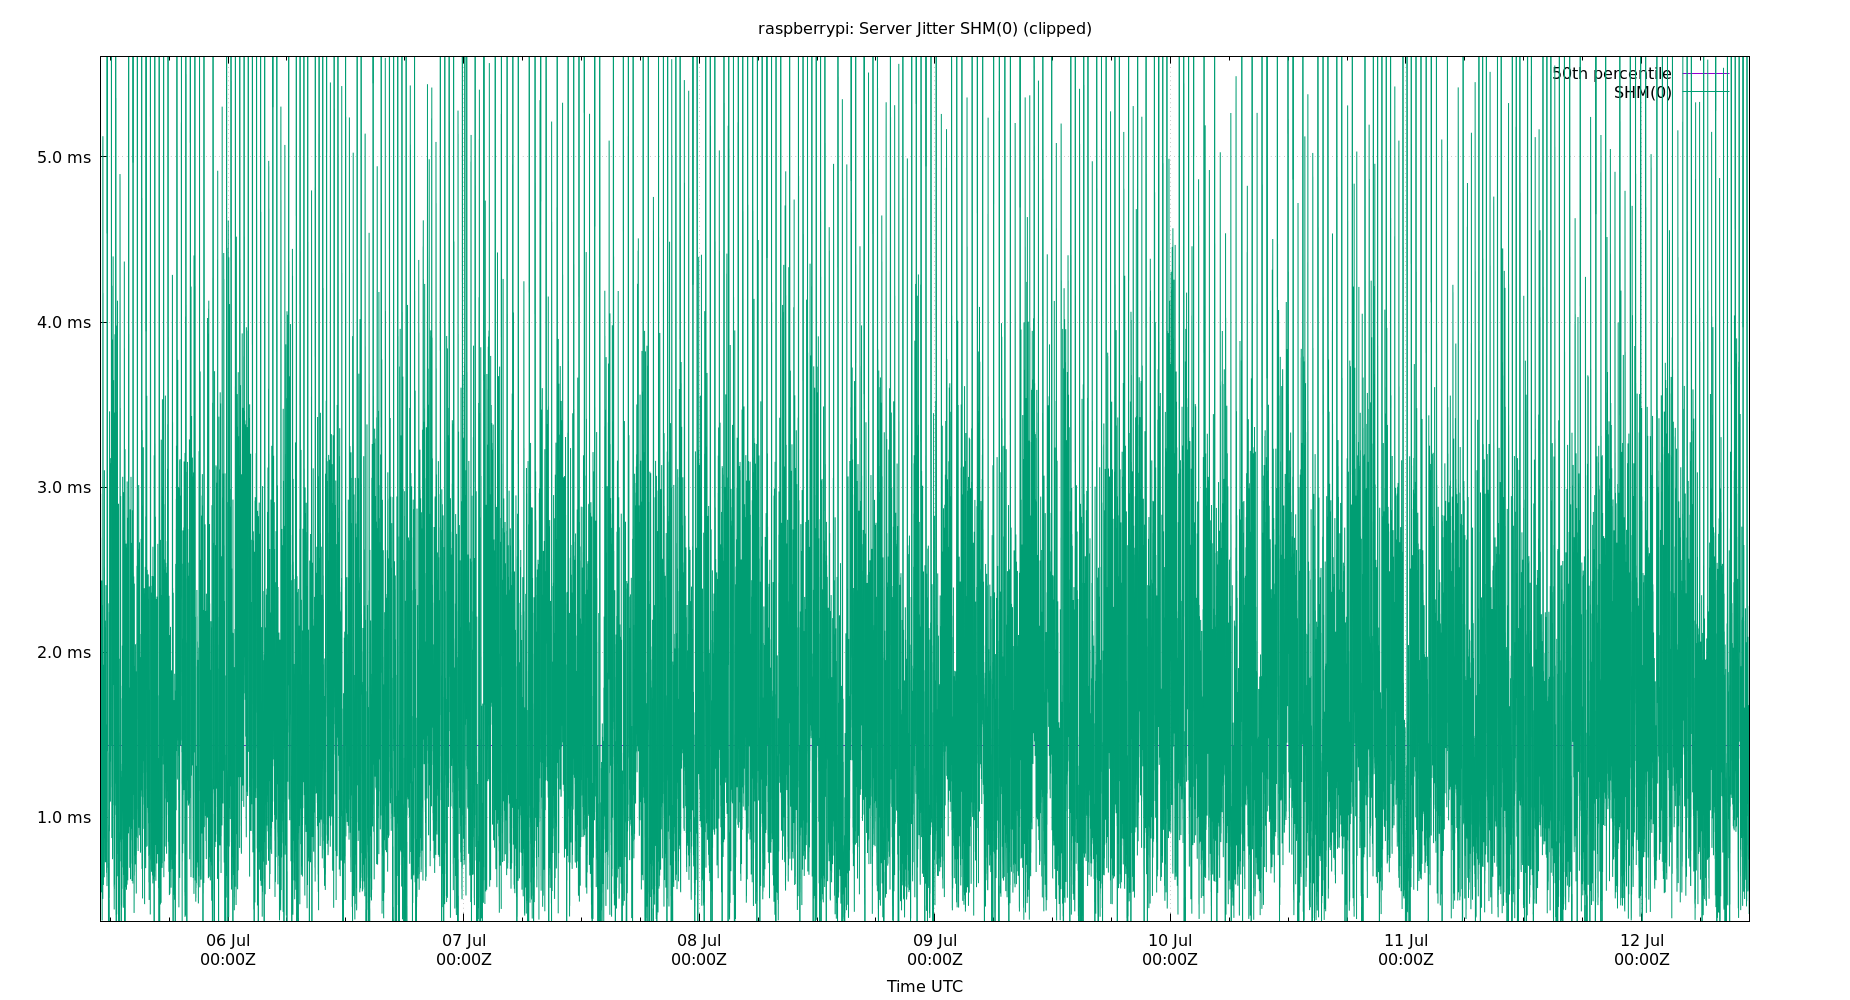 raspberrypi: Server Jitter SHM(0) (clipped)
50th percentile
SHM(0)
5.0 ms
4.0 ms
3.0 ms
2.0 ms
1.0 ms
06 Jul 07 Jul 08 Jul 09 Jul 10 Jul 11 Jul 12 Jul
00:00Z 00:00Z 00:00Z 00:00Z 00:00Z 00:00Z 00:00Z
Time UTC